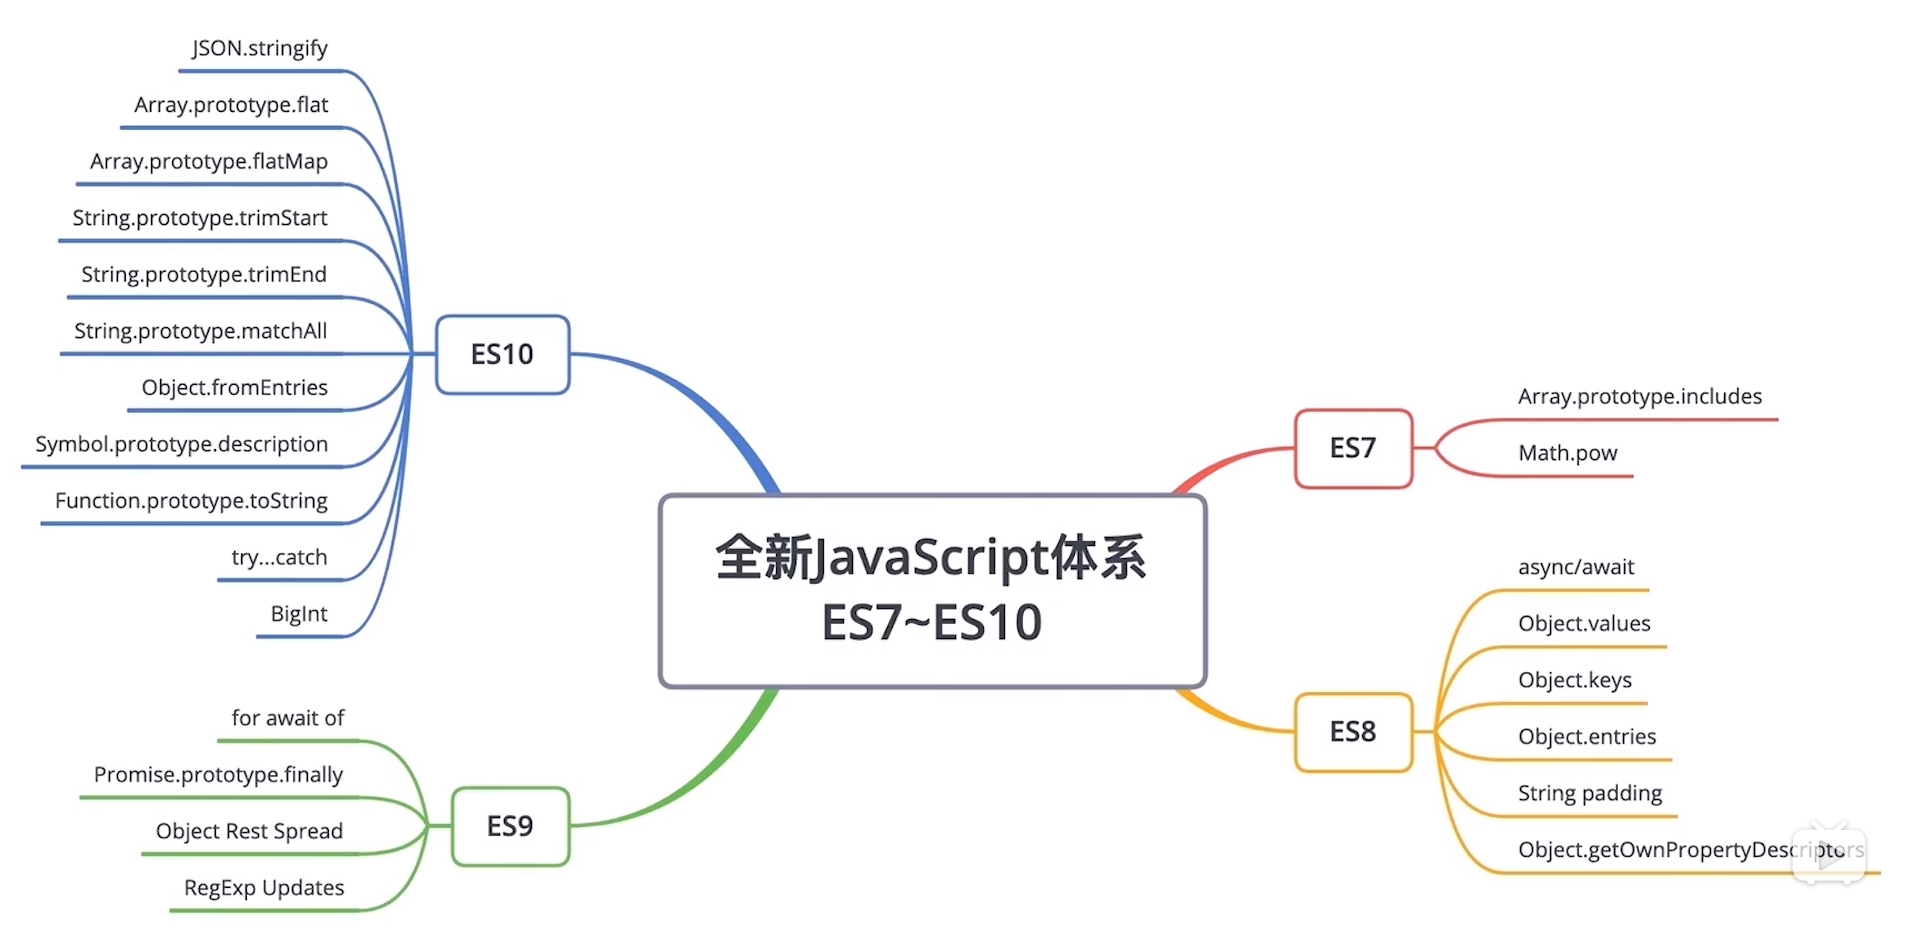 JSON.stringify
Array.prototype.flat
Array.prototype.flatMap
String.prototype.trimStart
String.prototype.trimEnd
String.prototype.matchAll
Object.fromEntries
Symbol.prototype.description
Function.prototype.toString
try...catch
BigInt
ES10
for await of
Promise.prototype.finally
Object Rest Spread
RegExp Updates
ES9
全新JavaScript体系
ES7~ES10
ES7
Array.prototype.includes
Math.pow
ES8
async/await
Object.values
Object.keys
Object.entries
String padding
Object.getOwnPropertyDescriptors